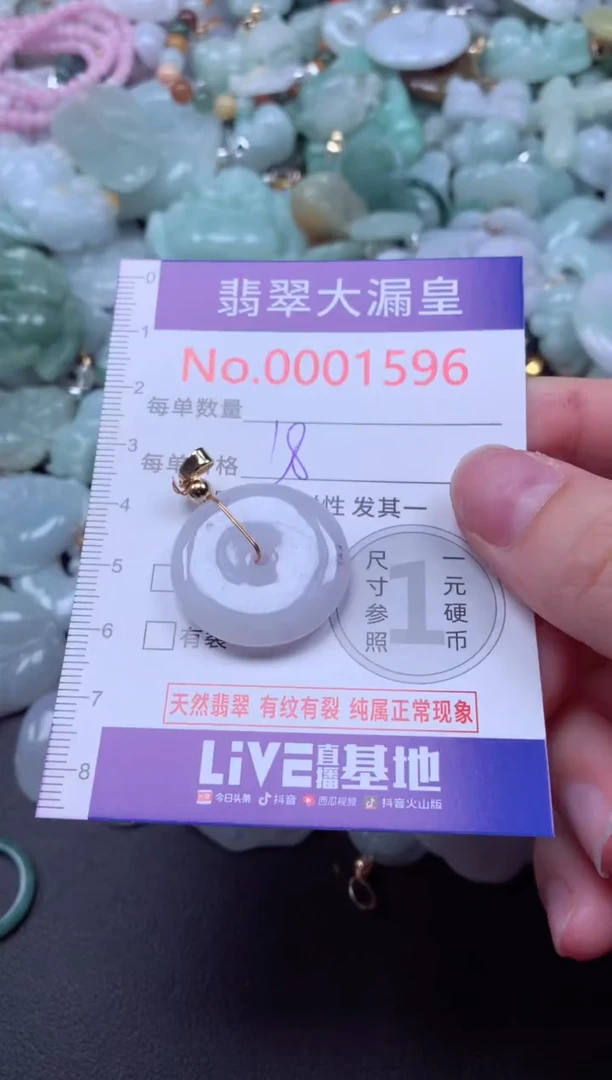 翡翠大漏皇
No.0001596
每单数量
每单 格 18
性 发其一
有裂
尺寸参照
1
一元硬币
天然翡翠 有纹有裂 纯属正常现象
LiVE直播基地
今日头条 抖音 西瓜视频 抖音火山版
0
1
2
3
4
5
6
7
8